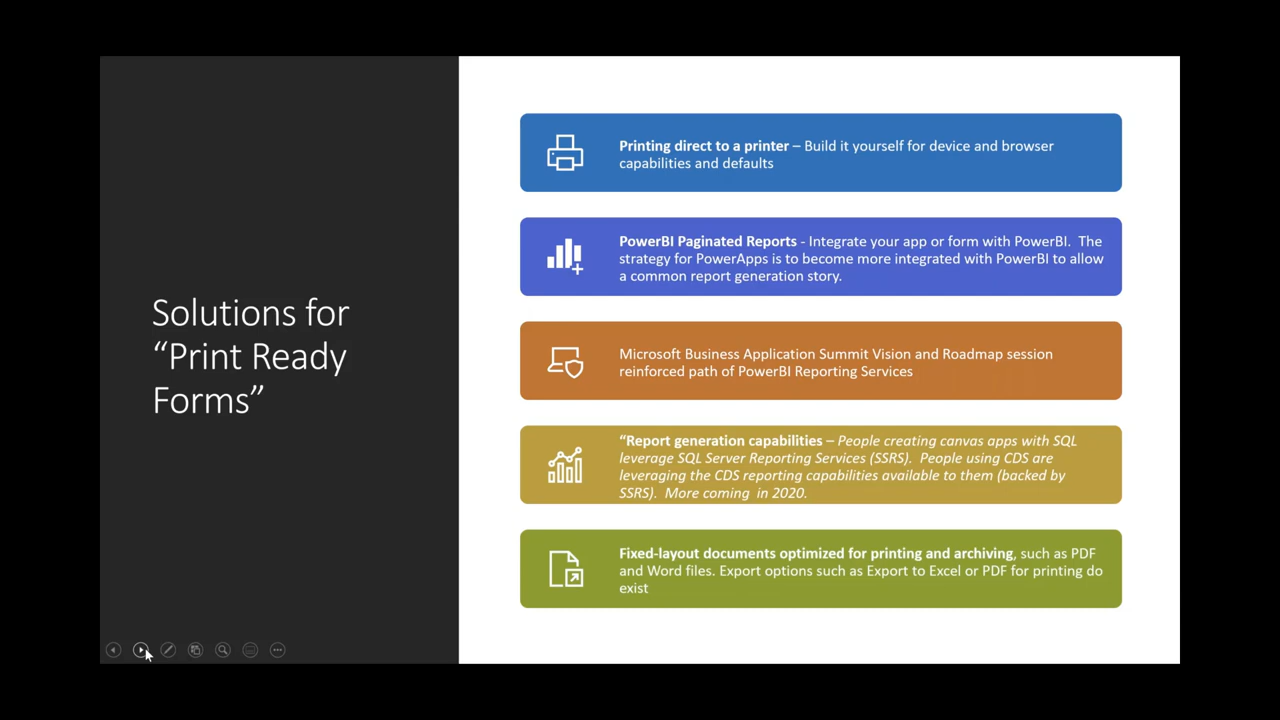 Solutions for
“Print Ready
Forms”
Printing direct to a printer – Build it yourself for device and browser
capabilities and defaults
PowerBI Paginated Reports - Integrate your app or form with PowerBI.  The
strategy for PowerApps is to become more integrated with PowerBI to allow
a common report generation story.
Microsoft Business Application Summit Vision and Roadmap session
reinforced path of PowerBI Reporting Services
“Report generation capabilities – People creating canvas apps with SQL
leverage SQL Server Reporting Services (SSRS).  People using CDS are
leveraging the CDS reporting capabilities available to them (backed by
SSRS).  More coming  in 2020.
Fixed-layout documents optimized for printing and archiving, such as PDF
and Word files. Export options such as Export to Excel or PDF for printing do
exist